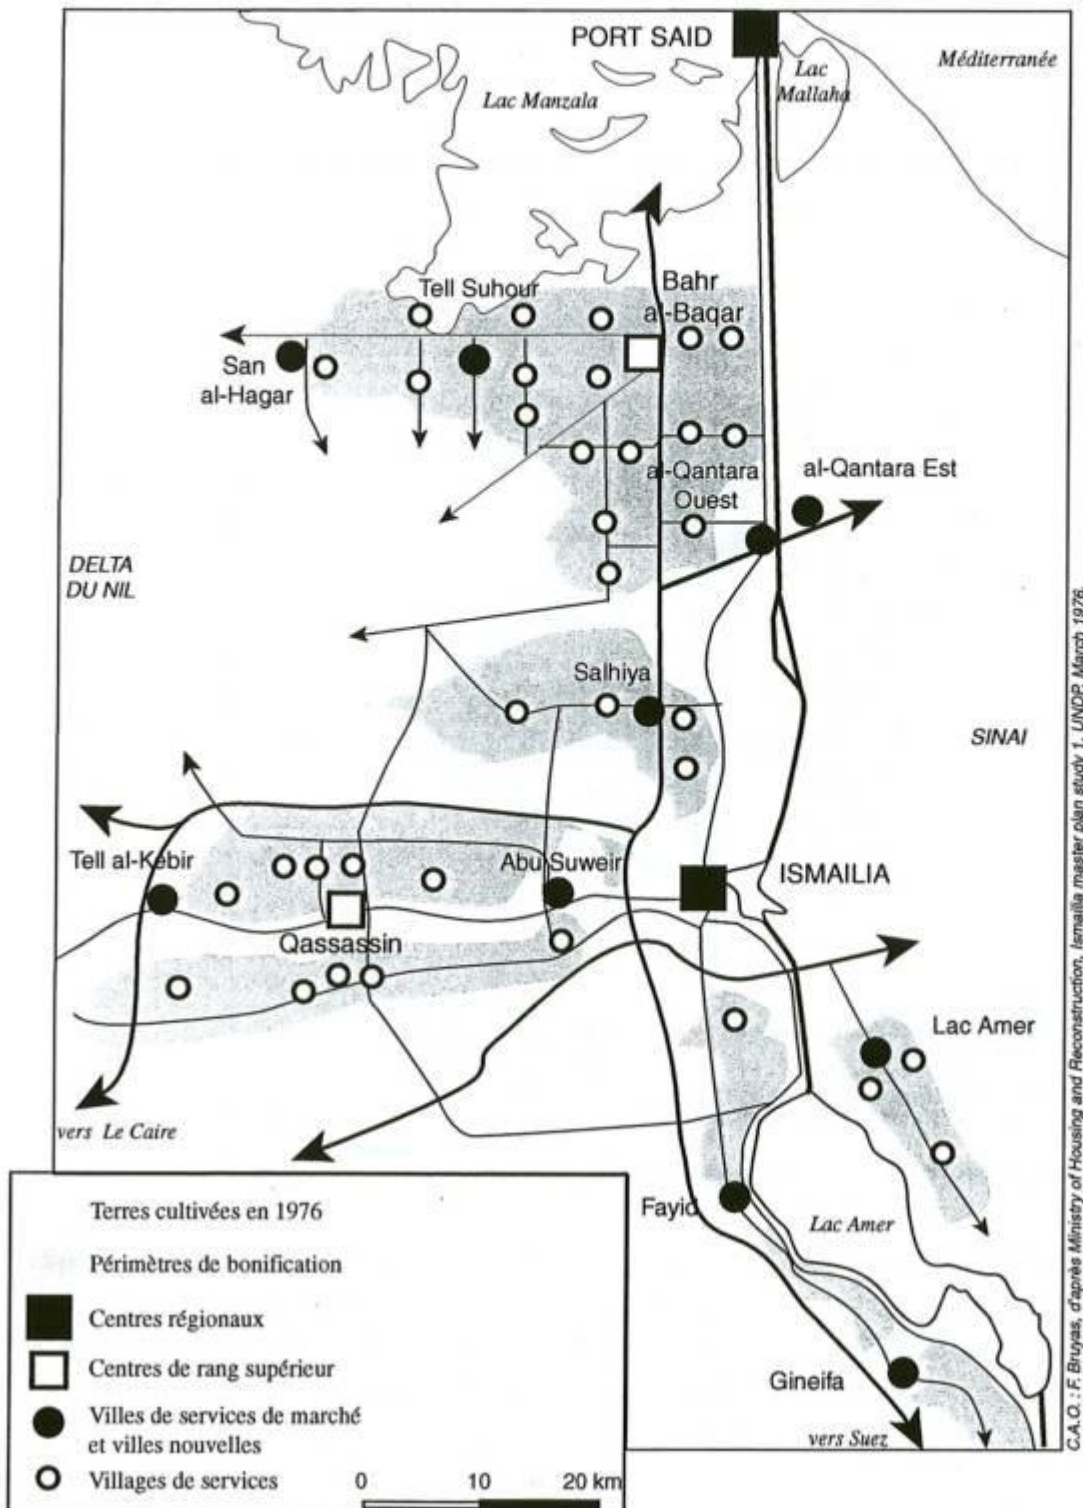 PORT SAID
Méditerranée
Lac
Mallaha
Lac Manzala
Tell Suhour
Bahr
al-Baqar
San
al-Hagar
al-Qantara
Ouest
al-Qantara Est
DELTA
DU NIL
Salhiya
SINAI
Tell al-Kebir
Abu Suweir
ISMAILIA
Qassassin
Lac Amer
vers Le Caire
Fayid
Lac Amer
Gineifa
vers Suez
Terres cultivées en 1976
Périmètres de bonification
Centres régionaux
Centres de rang supérieur
Villes de services de marché
et villes nouvelles
Villages de services
0 10 20 km
C.A.O. : F. Bruyas, d'après Ministry of Housing and Reconstruction, Ismailia master plan study 1, UNDP, March 1976.